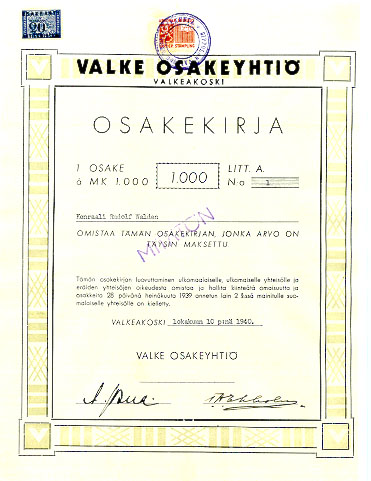 20
VALKE OSAKEYHTIÖ
VALKEAKOSKI
OSAKEKIRJA
1 OSAKE
á MK 1.000
1.000
LITT. A.
N:o 1
Kenraali Rudolf Walden
OMISTAA TÄMÄN OSAKEKIRJAN, JONKA ARVO ON
TÄYSIN MAKSETTU
Tämän osakekirjan luovuttaminen ulkomaalaiselle, ulkomaiselle yhteisölle ja
eräiden yhteisöjen oikeudesta omistaa ja hallita kiinteätä omaisuutta ja
osakkeita 28 päivänä heinäkuuta 1939 annetun lain 2 §:ssä mainitulle suo-
malaiselle yhteisölle on kielletty.
VALKEAKOSKI lokakuun 10 p:nä 1940.
VALKE OSAKEYHTIÖ